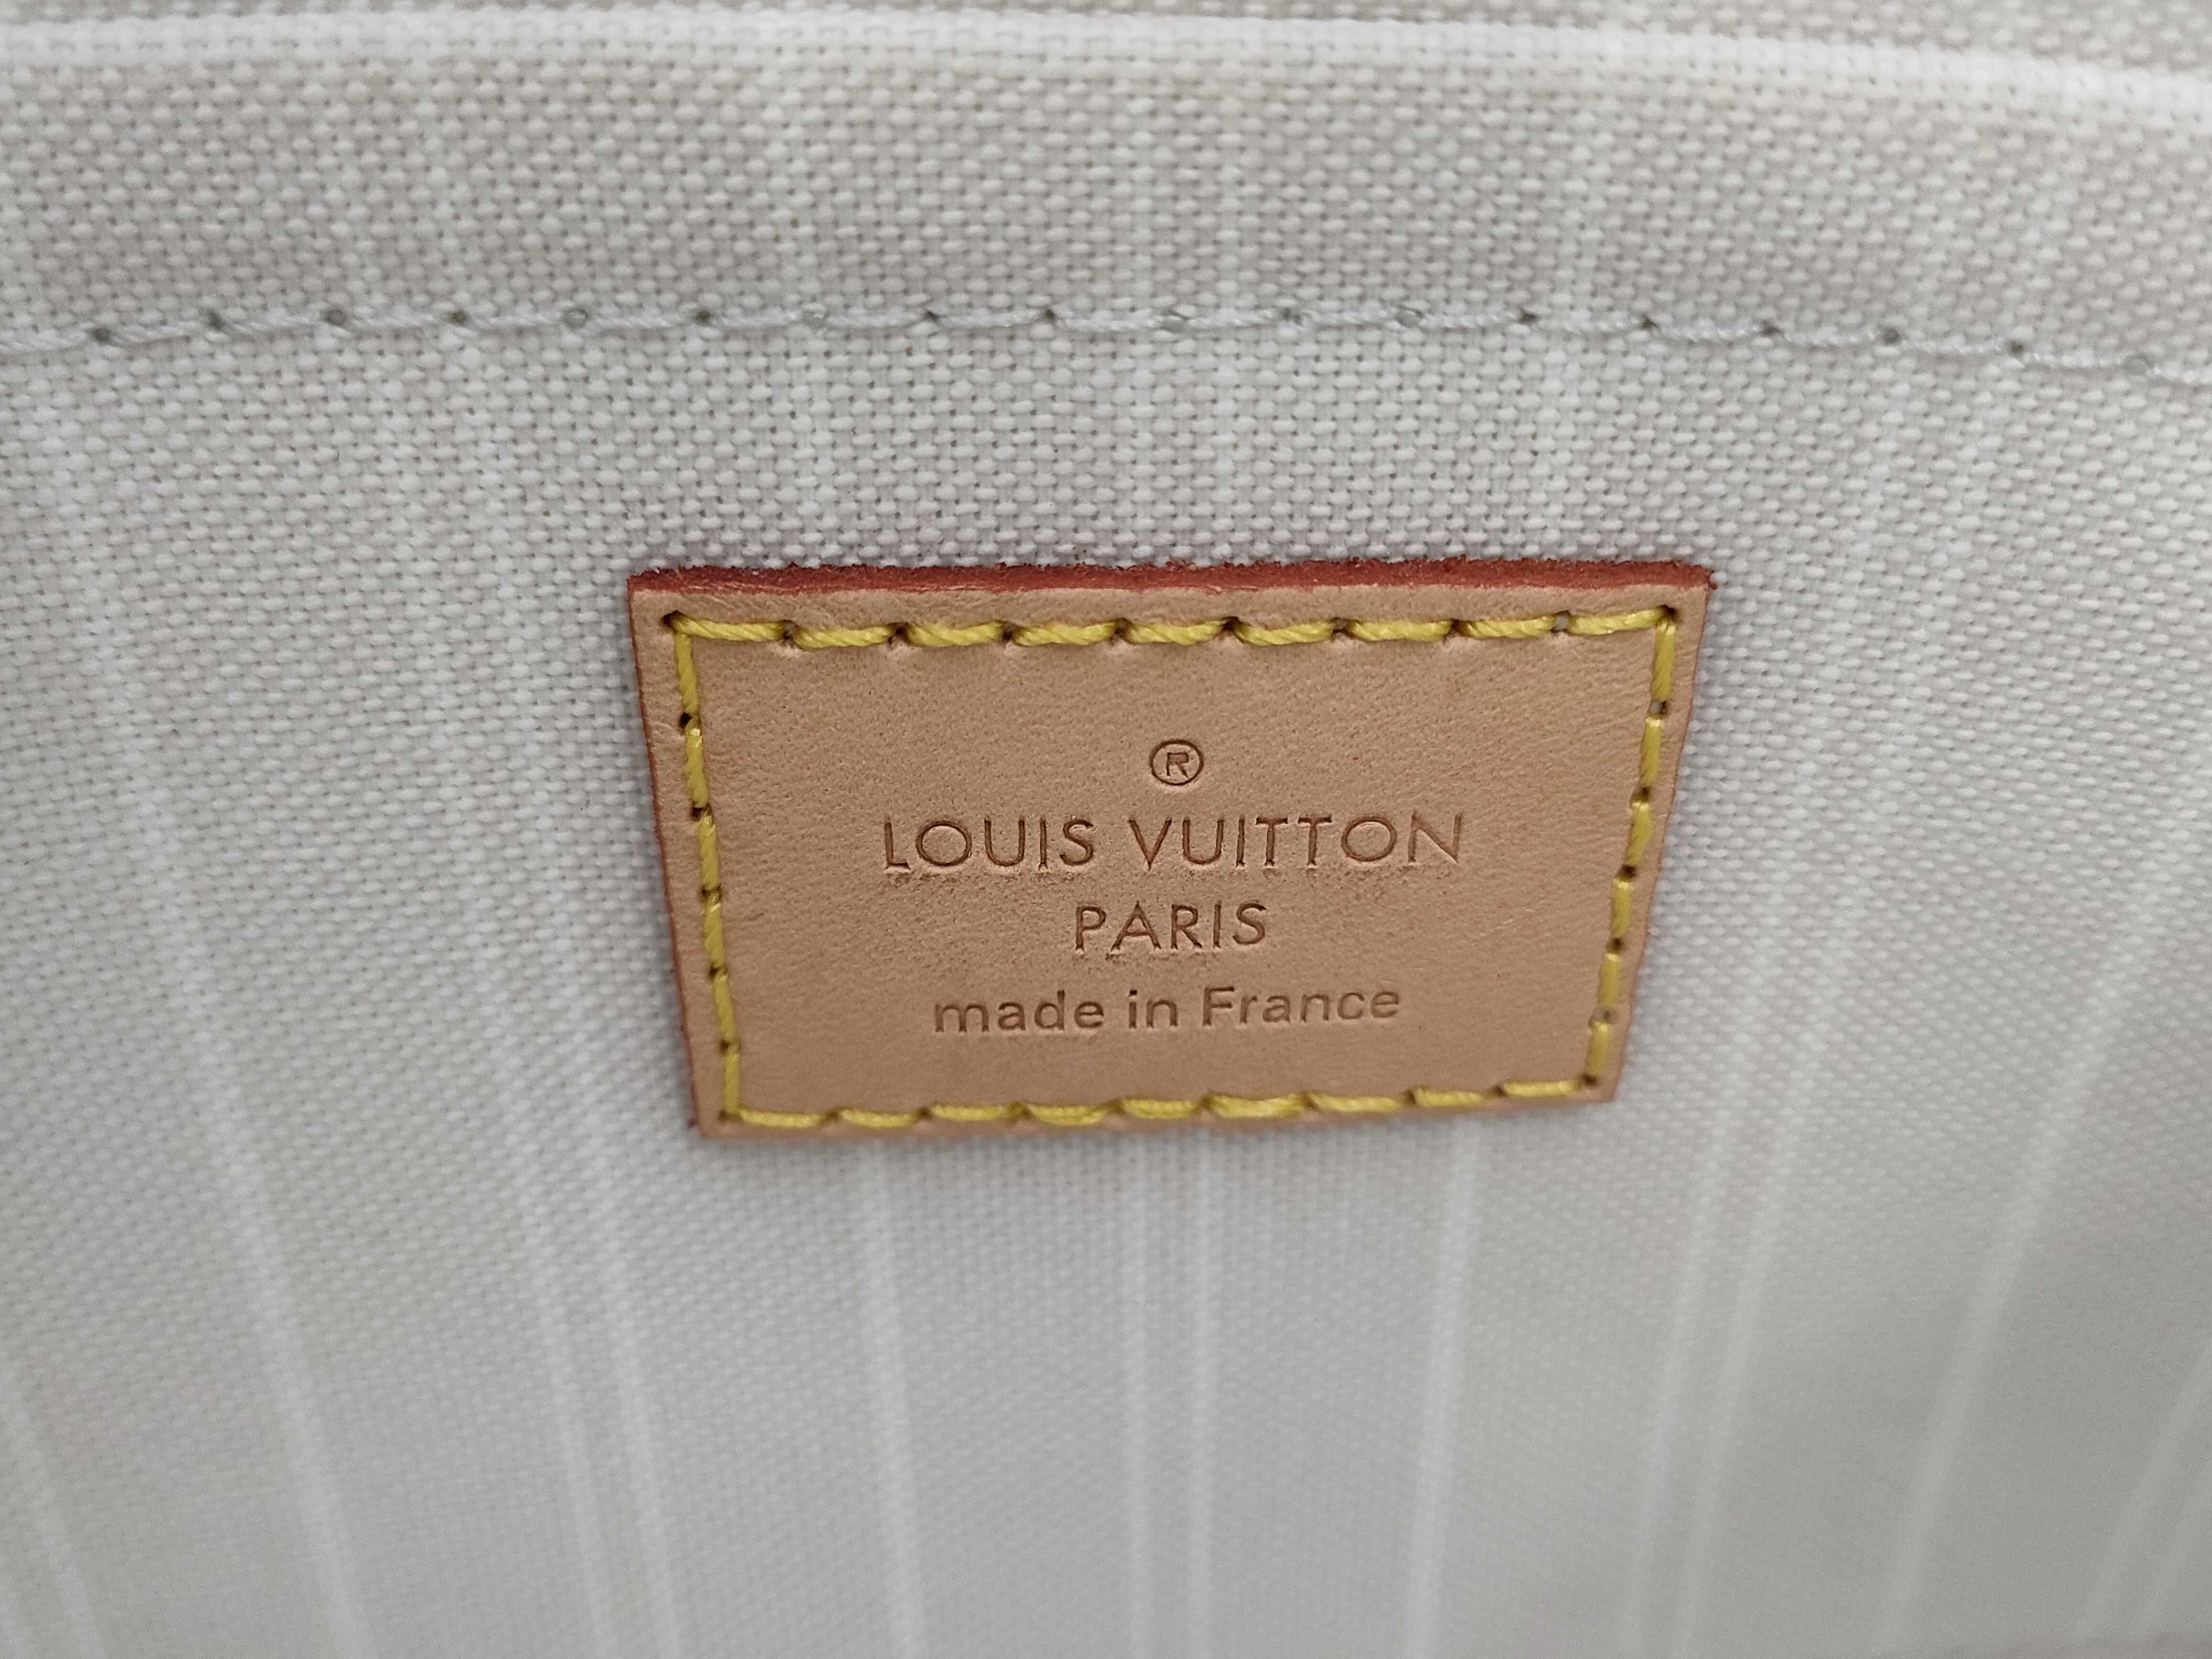 ®
LOUIS VUITTON
PARIS
made in France